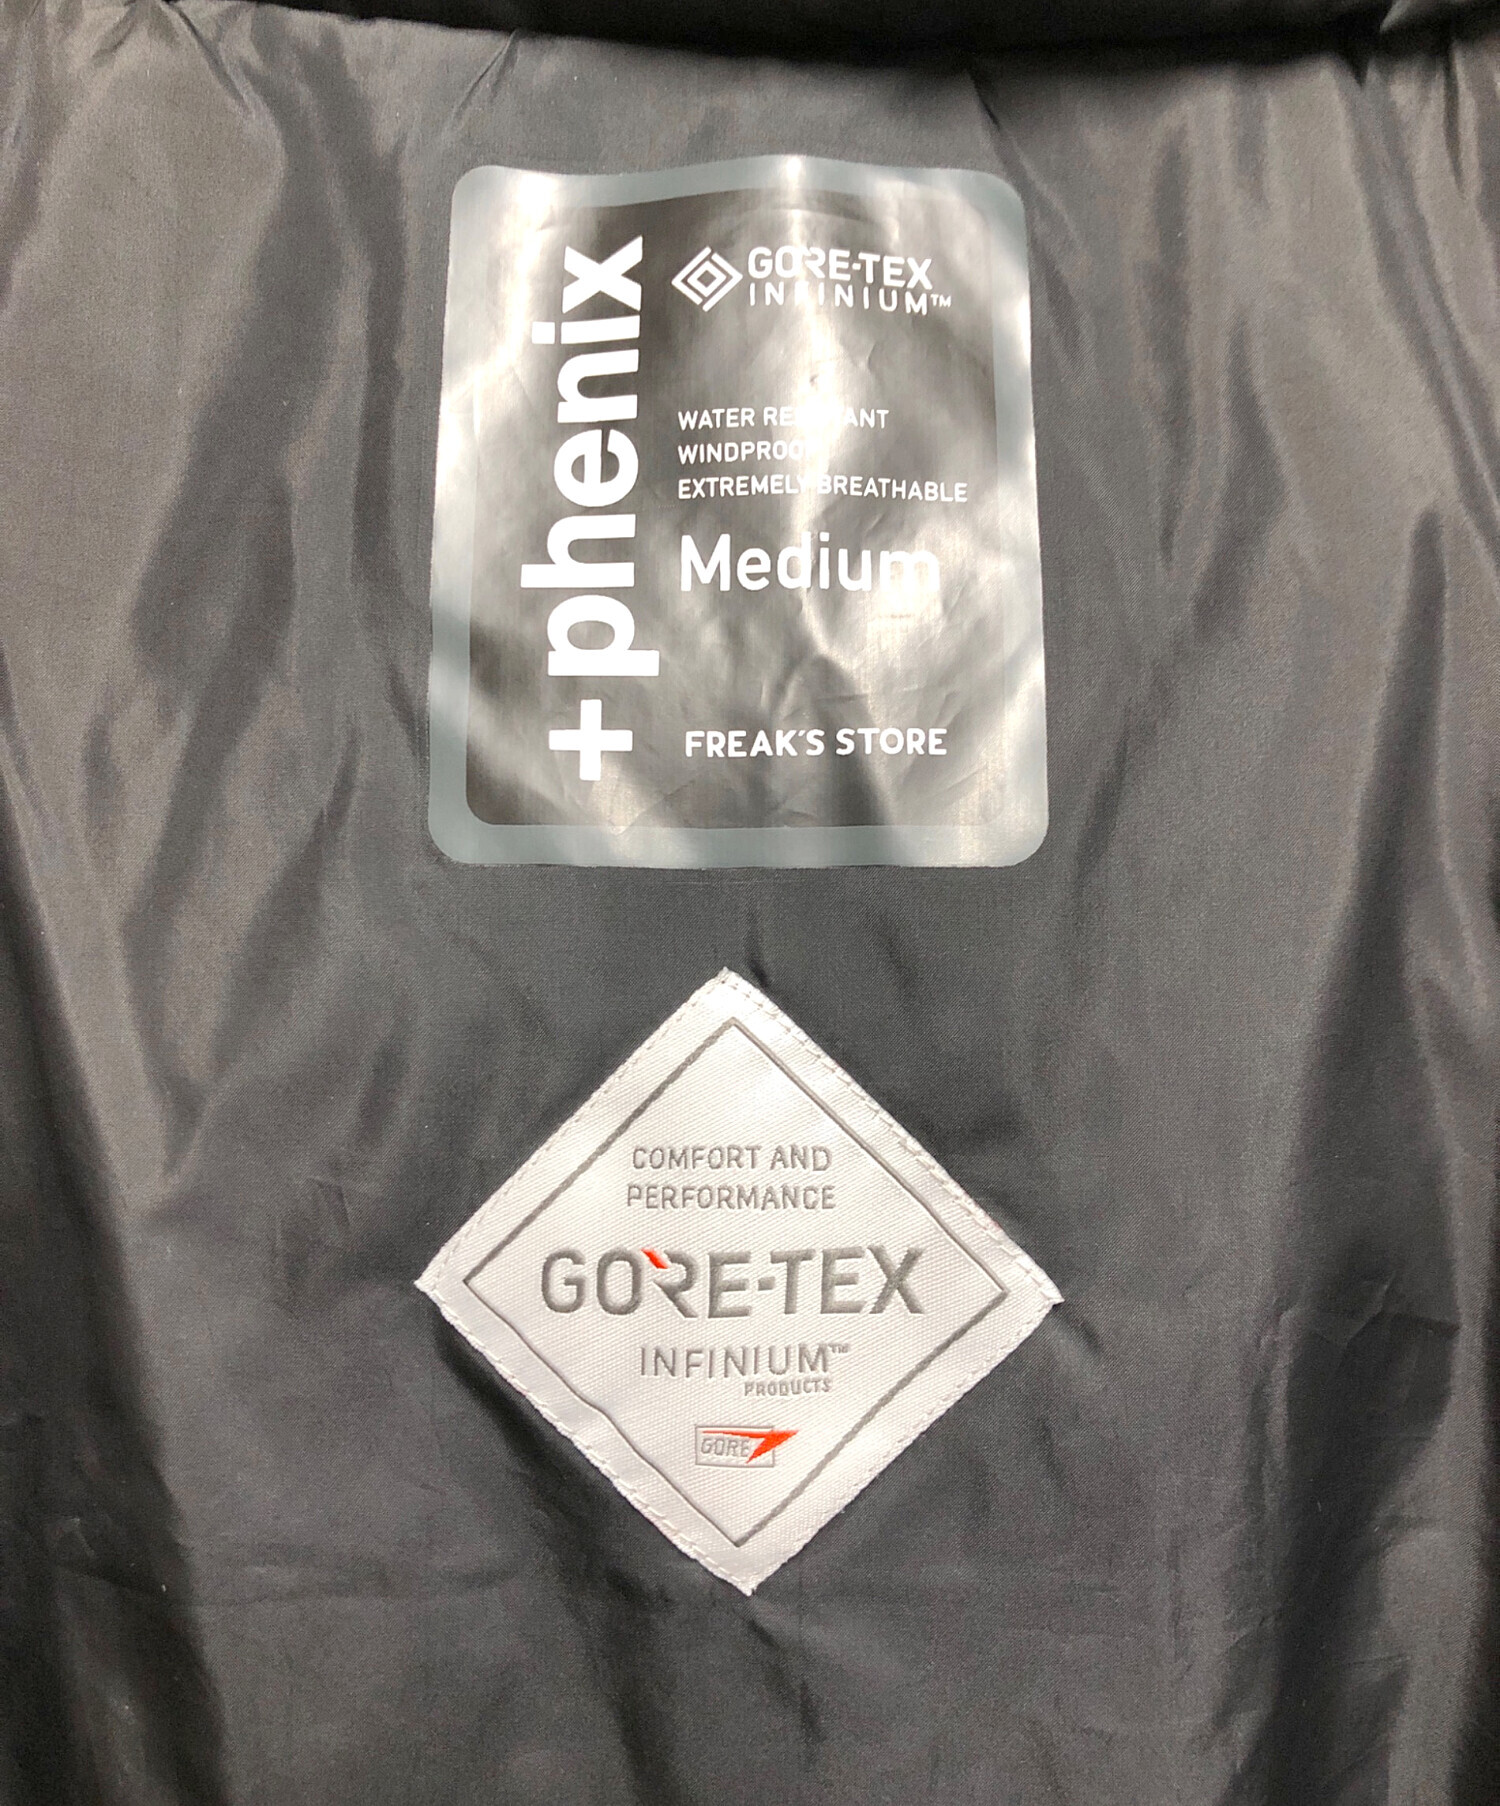 +phenix
GORE-TEX
INFINIUM™
WATER RESISTANT
WINDPROOF
EXTREMELY BREATHABLE
Medium
FREAK'S STORE
COMFORT AND
PERFORMANCE
GORE-TEX
INFINIUM™
PRODUCTS
GORE